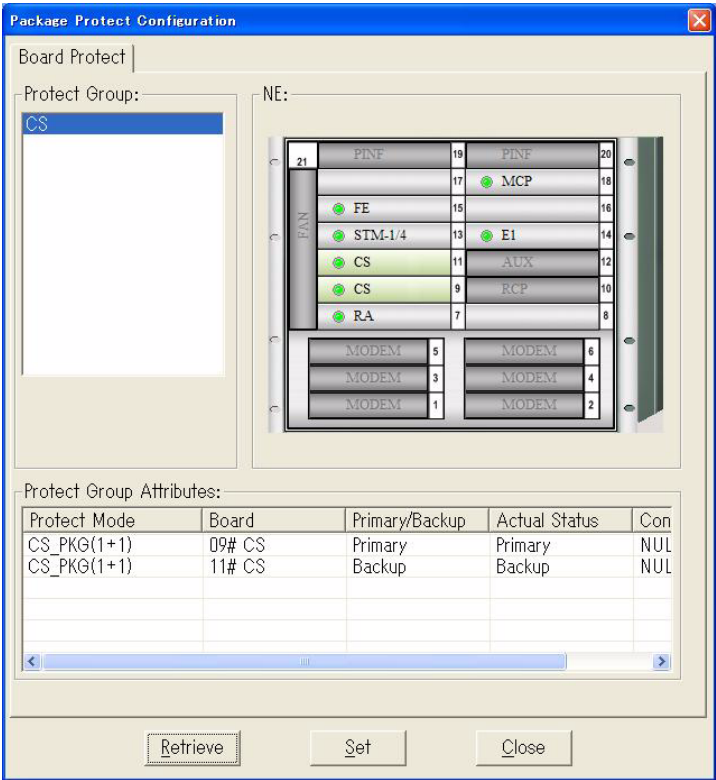 Package Protect Configuration
Board Protect
Protect Group:
CS
NE:
21 PINF 19 PINF 20
17 MCP 18
FE 15 16
FAN
STM-1/4 13 E1 14
CS 11 AUX 12
CS 9 RCP 10
RA 7 8
MODEM 5 MODEM 6
MODEM 3 MODEM 4
MODEM 1 MODEM 2
Protect Group Attributes:
Protect Mode Board Primary/Backup Actual Status Con
CS_PKG(1+1) 09# CS Primary Primary NUL
CS_PKG(1+1) 11# CS Backup Backup NUL
Retrieve Set Close